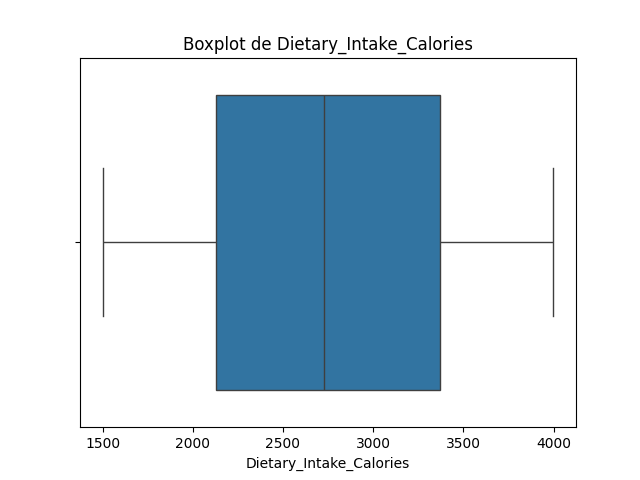 Boxplot de Dietary_Intake_Calories
1500 2000 2500 3000 3500 4000
Dietary_Intake_Calories